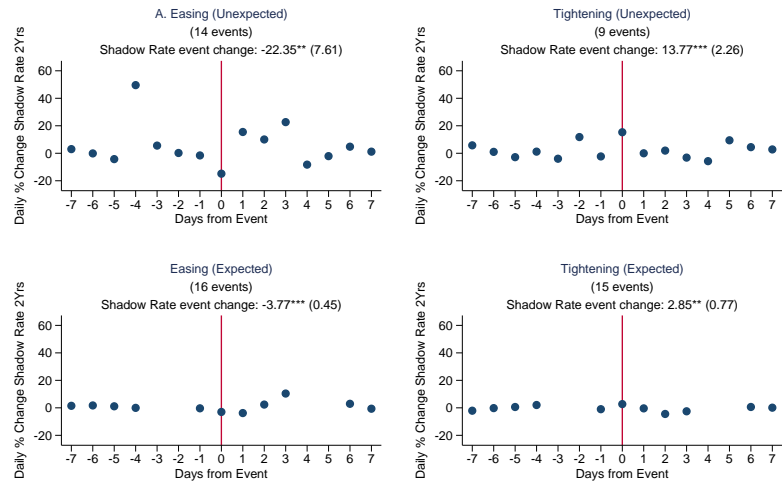 A. Easing (Unexpected)
(14 events)
Shadow Rate event change: -22.35** (7.61)
Daily % Change Shadow Rate 2Yrs
60
40
20
0
-20
-7 -6 -5 -4 -3 -2 -1 0 1 2 3 4 5 6 7
Days from Event
Tightening (Unexpected)
(9 events)
Shadow Rate event change: 13.77*** (2.26)
Daily % Change Shadow Rate 2Yrs
60
40
20
0
-20
-7 -6 -5 -4 -3 -2 -1 0 1 2 3 4 5 6 7
Days from Event
Easing (Expected)
(16 events)
Shadow Rate event change: -3.77*** (0.45)
Daily % Change Shadow Rate 2Yrs
60
40
20
0
-20
-7 -6 -5 -4 -3 -2 -1 0 1 2 3 4 5 6 7
Days from Event
Tightening (Expected)
(15 events)
Shadow Rate event change: 2.85** (0.77)
Daily % Change Shadow Rate 2Yrs
60
40
20
0
-20
-7 -6 -5 -4 -3 -2 -1 0 1 2 3 4 5 6 7
Days from Event